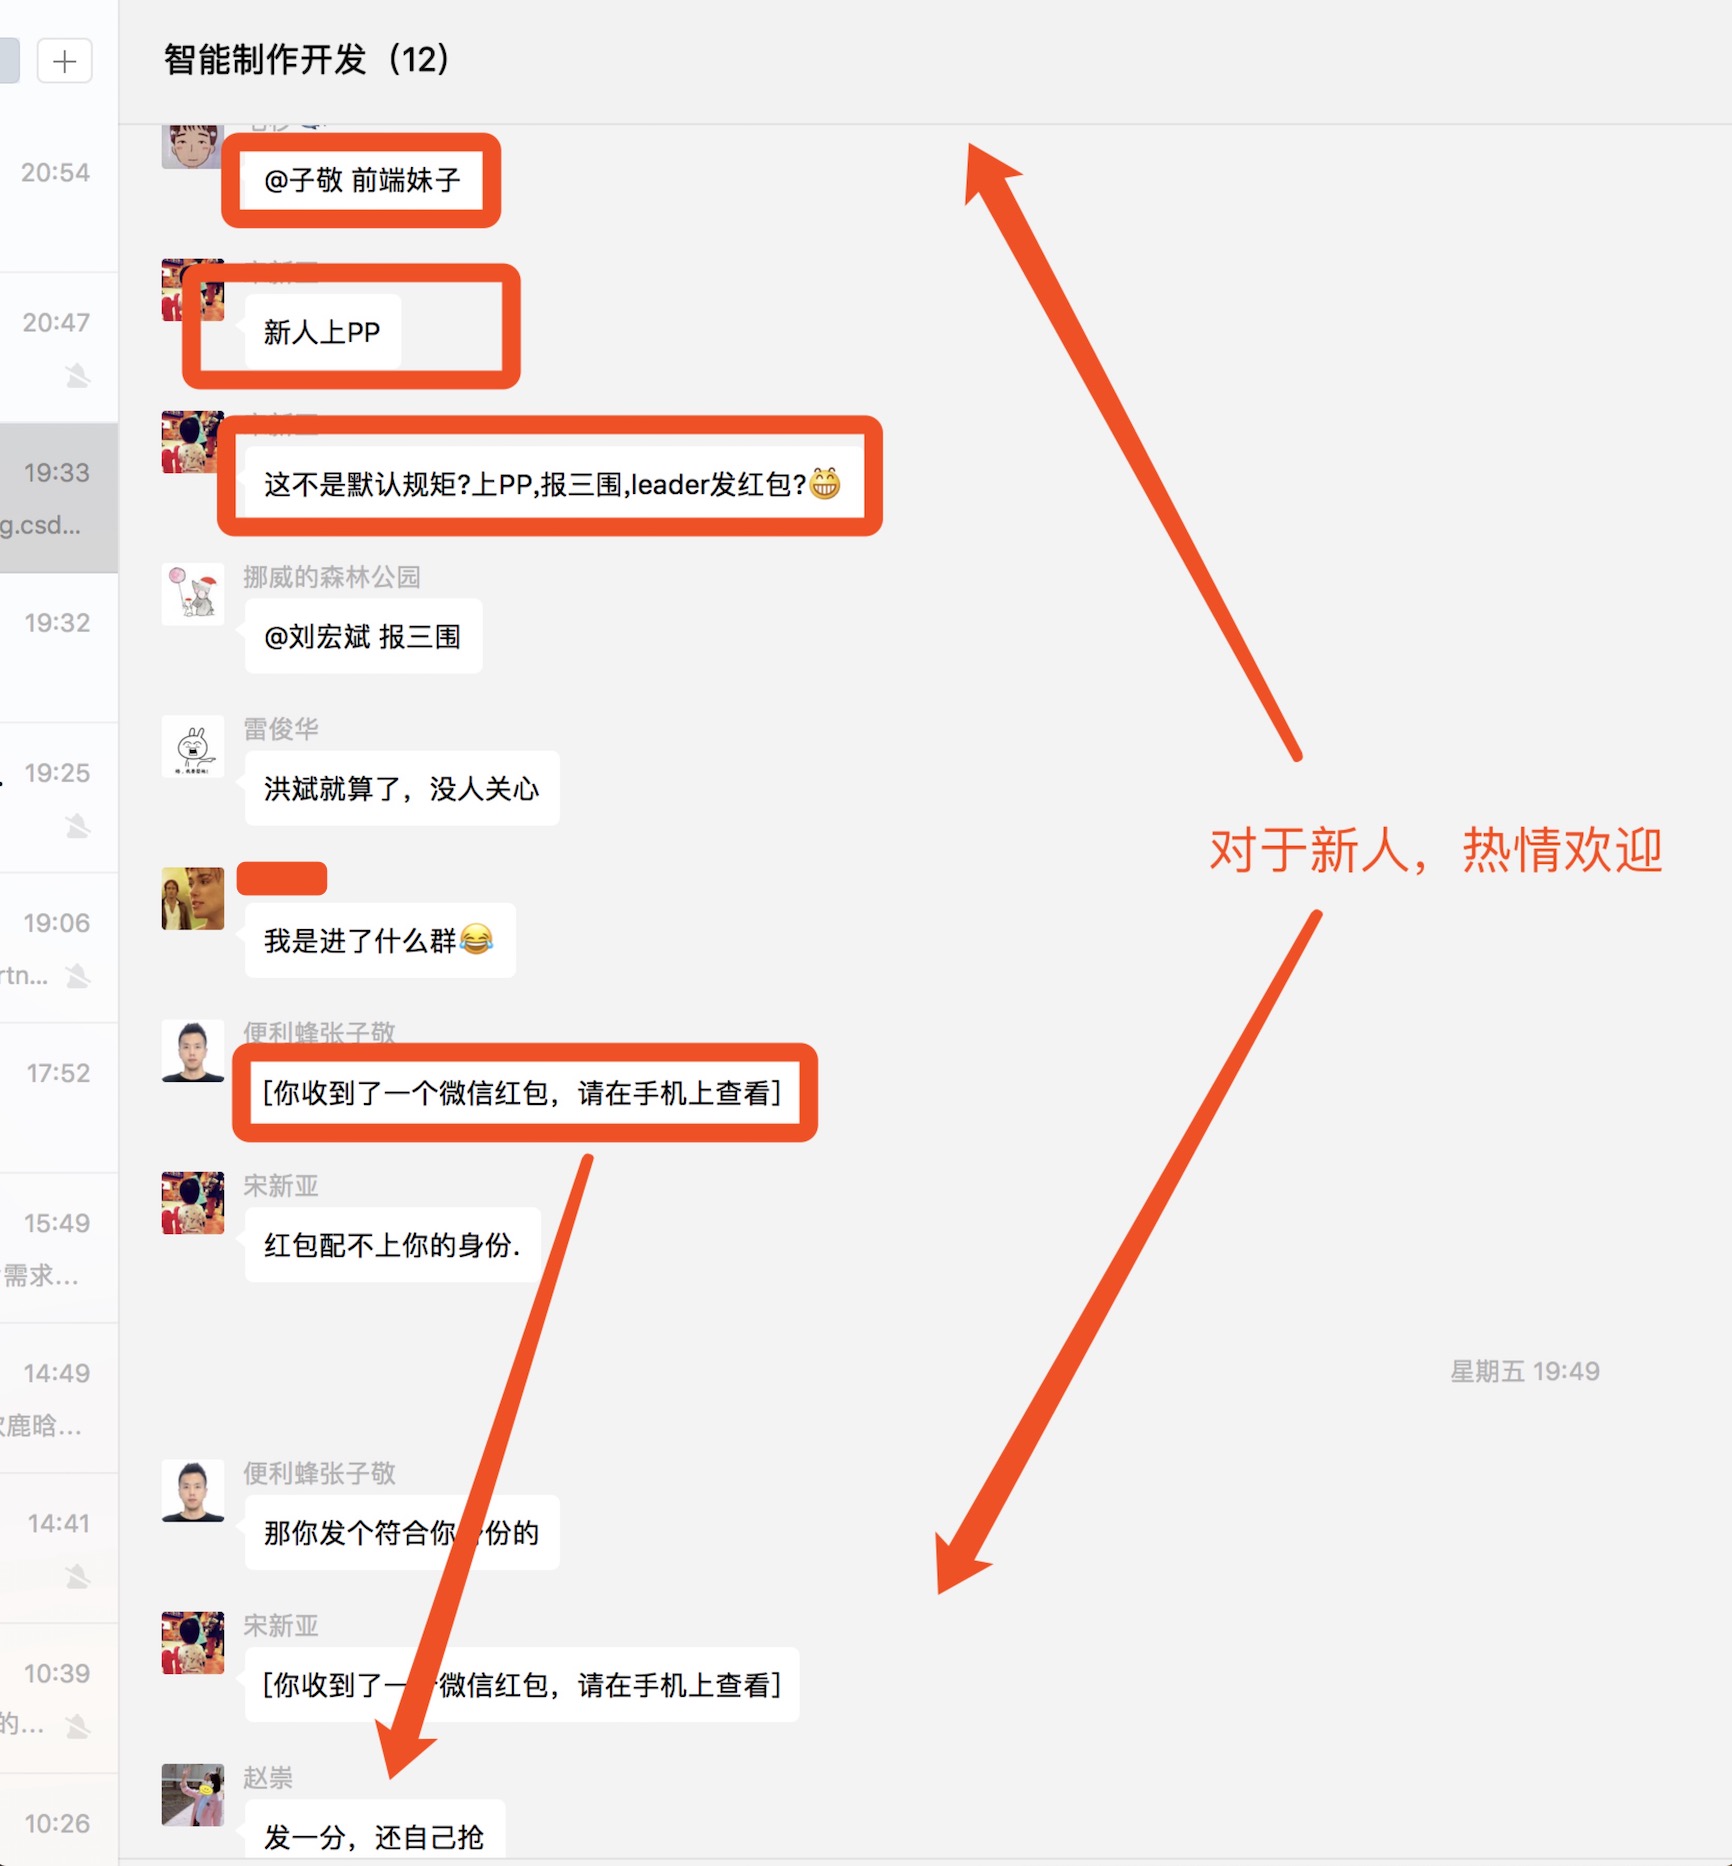 智能制作开发（12）
20:54
@子敬 前端妹子
20:47
新人上PP
19:33
g.csd...
这不是默认规矩?上PP,报三围,leader发红包?😁
挪威的森林公园
@刘宏斌 报三围
19:32
雷俊华
洪斌就算了，没人关心
19:25
对于新人，热情欢迎
我是进了什么群😂
19:06
rtn...
便利蜂张子敬
[你收到了一个微信红包，请在手机上查看]
17:52
宋新亚
红包配不上你的身份.
15:49
需求...
星期五 19:49
14:49
欠鹿晗...
便利蜂张子敬
那你发个符合你 份的
14:41
宋新亚
[你收到了一个微信红包，请在手机上查看]
10:39
的...
赵崇
发一分，还自己抢
10:26